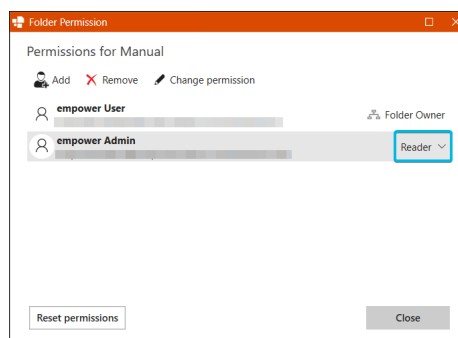 Folder Permission
Permissions for Manual
Add Remove Change permission
empower User
Folder Owner
empower Admin
Reader
Reset permissions Close